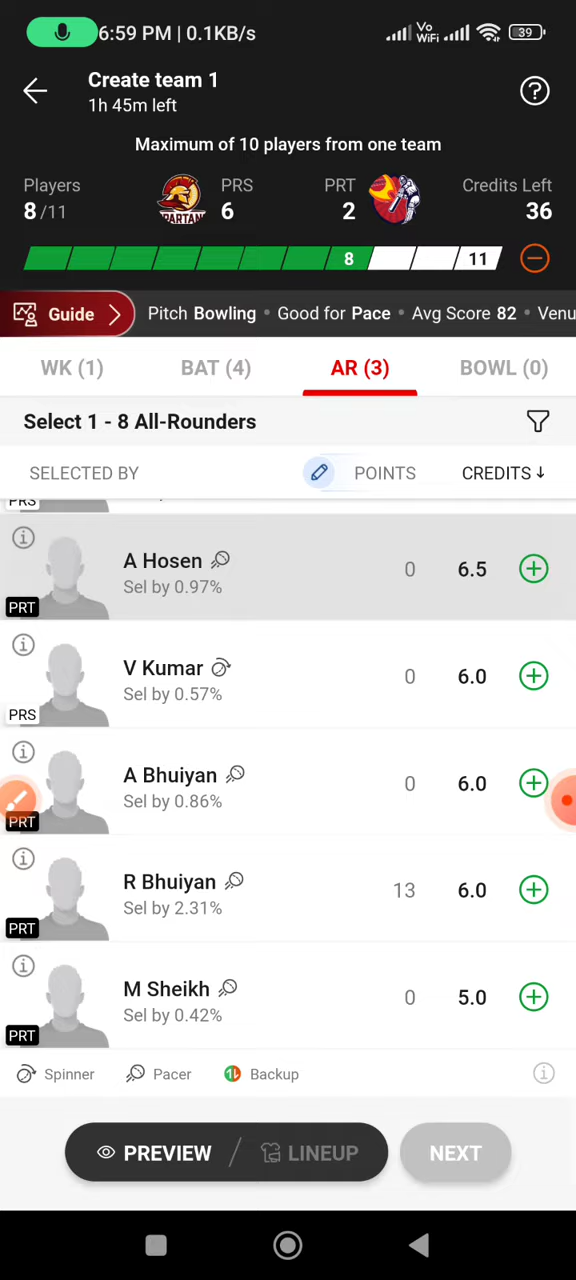 6:59 PM | 0.1KB/s Vo WiFi 39
Create team 1
1h 45m left
Maximum of 10 players from one team
Players PRS PRT Credits Left
8/11 SPARTAN 6 2 36
8 11
Guide Pitch Bowling • Good for Pace • Avg Score 82 • Venu
WK (1) BAT (4) AR (3) BOWL (0)
Select 1 - 8 All-Rounders
SELECTED BY POINTS CREDITS ↓
PRS
A Hosen 0 6.5
Sel by 0.97%
PRT
V Kumar 0 6.0
Sel by 0.57%
PRS
A Bhuiyan 0 6.0
Sel by 0.86%
PRT
R Bhuiyan 13 6.0
Sel by 2.31%
PRT
M Sheikh 0 5.0
Sel by 0.42%
PRT
Spinner Pacer Backup
PREVIEW / LINEUP NEXT